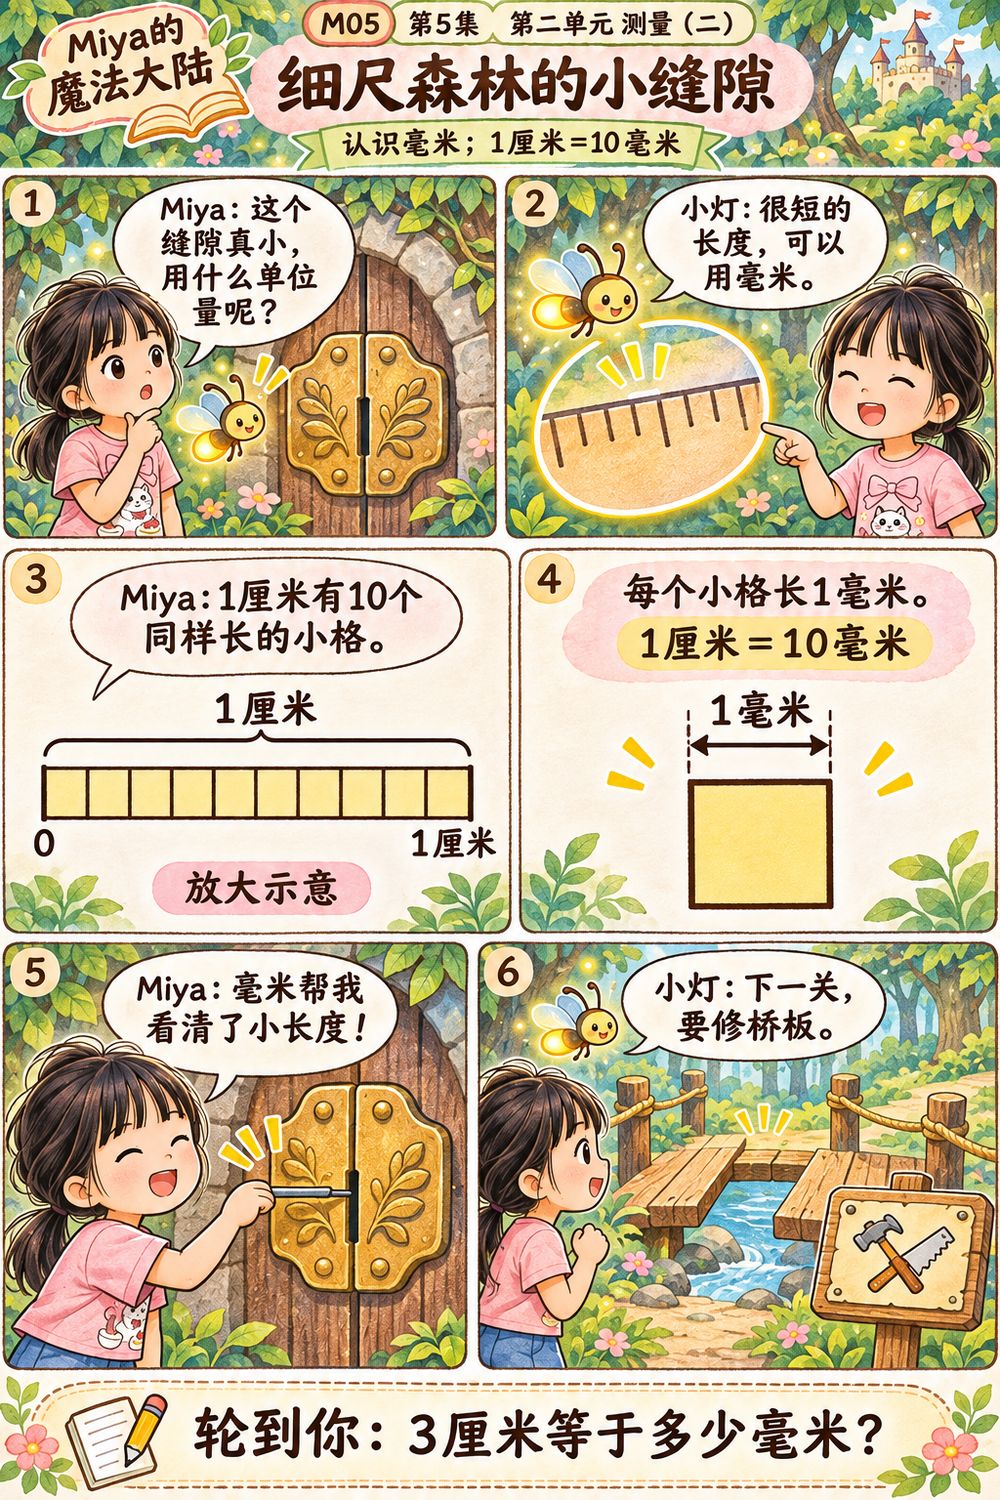 Miya的
魔法大陆
M05 第5集 第二单元 测量（二）
细尺森林的小缝隙
认识毫米；1厘米=10毫米
1
Miya：这个
缝隙真小，
用什么单位
量呢？
2
小灯：很短的
长度，可以
用毫米。
3
Miya：1厘米有10个
同样长的小格。
1厘米
0
1厘米
放大示意
4
每个小格长1毫米。
1厘米=10毫米
1毫米
5
Miya：毫米帮我
看清了小长度！
6
小灯：下一关，
要修桥板。
轮到你：3厘米等于多少毫米？